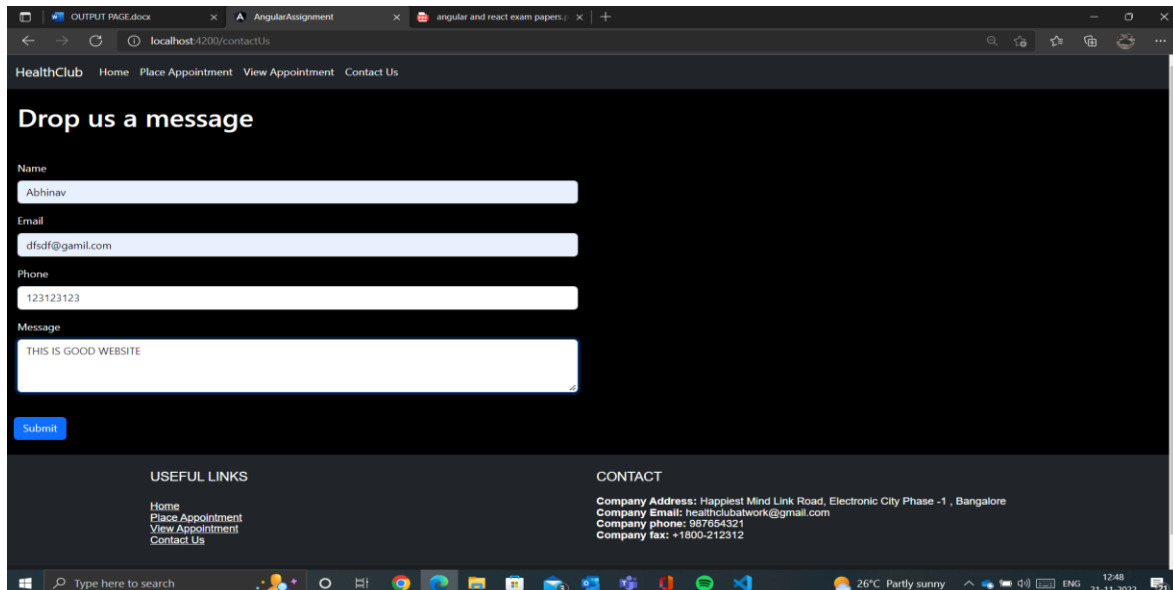 OUTPUT PAGE.docx AngularAssignment angular and react exam papers.p
localhost:4200/contactUs
HealthClub Home Place Appointment View Appointment Contact Us
Drop us a message
Name
Abhinav
Email
dfsdf@gamil.com
Phone
123123123
Message
THIS IS GOOD WEBSITE
Submit
USEFUL LINKS
Home
Place Appointment
View Appointment
Contact Us
CONTACT
Company Address: Happiest Mind Link Road, Electronic City Phase -1 , Bangalore
Company Email: healthclubatwork@gmail.com
Company phone: 987654321
Company fax: +1800-212312
Type here to search 26°C Partly sunny ENG 12:48
21-11-2022